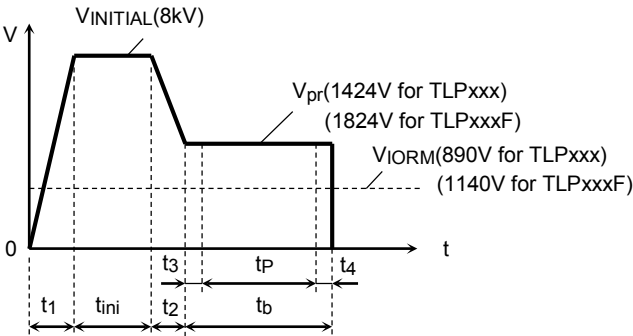 VINITIAL(8kV)
V
Vpr(1424V for TLPxxx)
(1824V for TLPxxxF)
VIORM(890V for TLPxxx)
(1140V for TLPxxxF)
0
t
t3
tP
t4
t1
tini
t2
tb